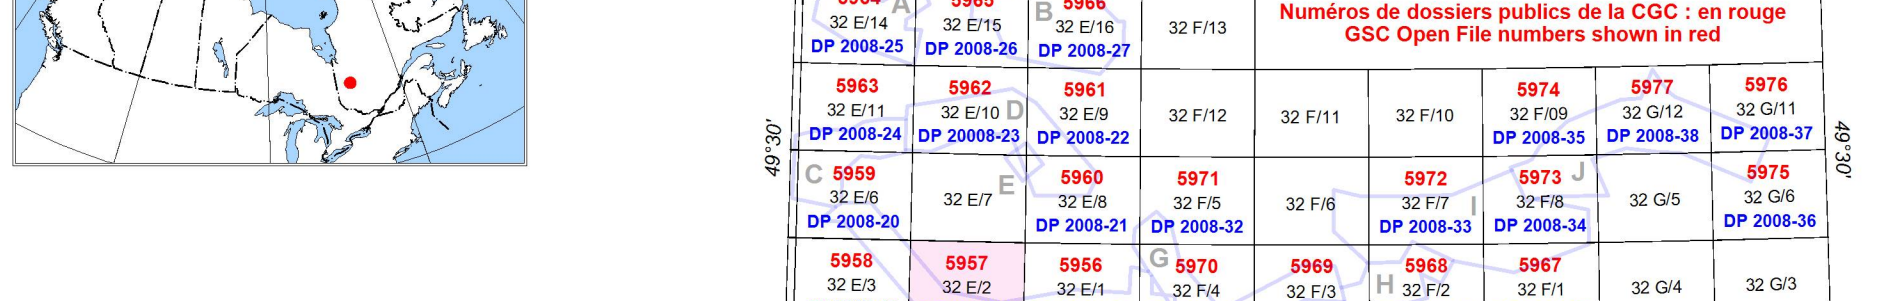 5964 A 5965 B 5966
32 E/14 32 E/15 32 E/16 32 F/13
DP 2008-25 DP 2008-26 DP 2008-27
Numéros de dossiers publics de la CGC : en rouge
GSC Open File numbers shown in red
49°30'
5963 5962 5961 5974 5977 5976
32 E/11 32 E/10 D 32 E/9 32 F/12 32 F/11 32 F/10 32 F/09 32 G/12 32 G/11
DP 2008-24 DP 20008-23 DP 2008-22 DP 2008-35 DP 2008-38 DP 2008-37
49°30'
C 5959 E 5960 5971 5972 5973 J 5975
32 E/6 32 E/7 32 E/8 32 F/5 32 F/6 32 F/7 I 32 F/8 32 G/5 32 G/6
DP 2008-20 DP 2008-21 DP 2008-32 DP 2008-33 DP 2008-34 DP 2008-36
5958 5957 5956 G 5970 5969 5968 5967
32 E/3 32 E/2 32 E/1 32 F/4 32 F/3 H 32 F/2 32 F/1 32 G/4 32 G/3